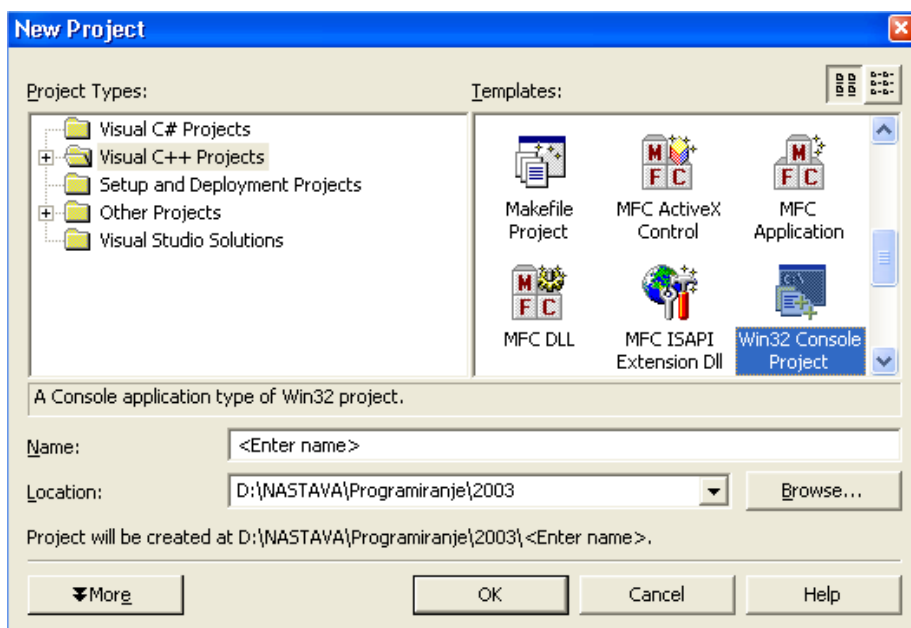 New Project
Project Types:
Templates:
Visual C# Projects
Visual C++ Projects
Setup and Deployment Projects
Other Projects
Visual Studio Solutions
Makefile
Project
MFC ActiveX
Control
MFC
Application
MFC DLL
MFC ISAPI
Extension Dll
Win32 Console
Project
A Console application type of Win32 project.
Name:
<Enter name>
Location:
D:\NASTAVA\Programiranje\2003
Browse...
Project will be created at D:\NASTAVA\Programiranje\2003\<Enter name>.
More
OK
Cancel
Help